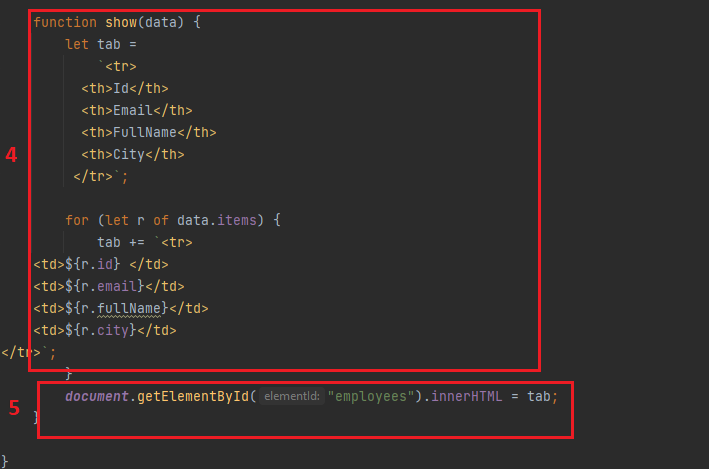 function show(data) {
let tab =
`<tr>
<th>Id</th>
<th>Email</th>
<th>FullName</th>
<th>City</th>
</tr>`;
4
for (let r of data.items) {
tab += `<tr>
<td>${r.id} </td>
<td>${r.email}</td>
<td>${r.fullName}</td>
<td>${r.city}</td>
</tr>`;
}
document.getElementById( elementId: "employees").innerHTML = tab;
5
}
}